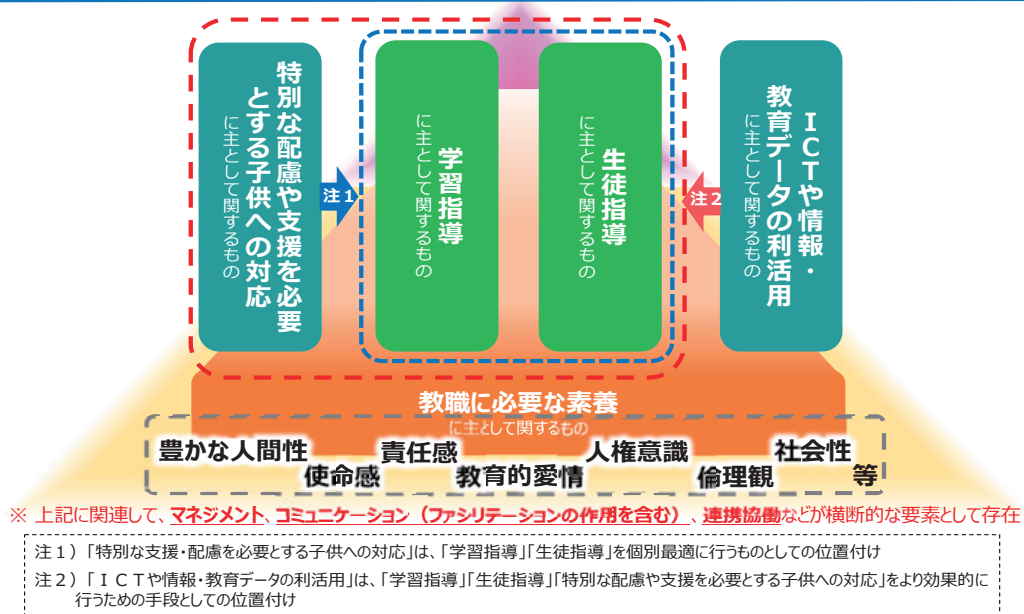 特別な配慮や支援を必要
とする子供への対応
に主として関するもの
注１
学習指導
に主として関するもの
生徒指導
に主として関するもの
注２
ＩＣＴや情報・
教育データの利活用
に主として関するもの
教職に必要な素養
に主として関するもの
豊かな人間性
責任感
人権意識
社会性
使命感
教育的愛情
倫理観
等
※ 上記に関連して、マネジメント、コミュニケーション（ファシリテーションの作用を含む）、連携協働などが横断的な要素として存在
注１）「特別な支援・配慮を必要とする子供への対応」は、「学習指導」「生徒指導」を個別最適に行うものとしての位置付け
注２）「ＩＣＴや情報・教育データの利活用」は、「学習指導」「生徒指導」「特別な配慮や支援を必要とする子供への対応」をより効果的に
行うための手段としての位置付け